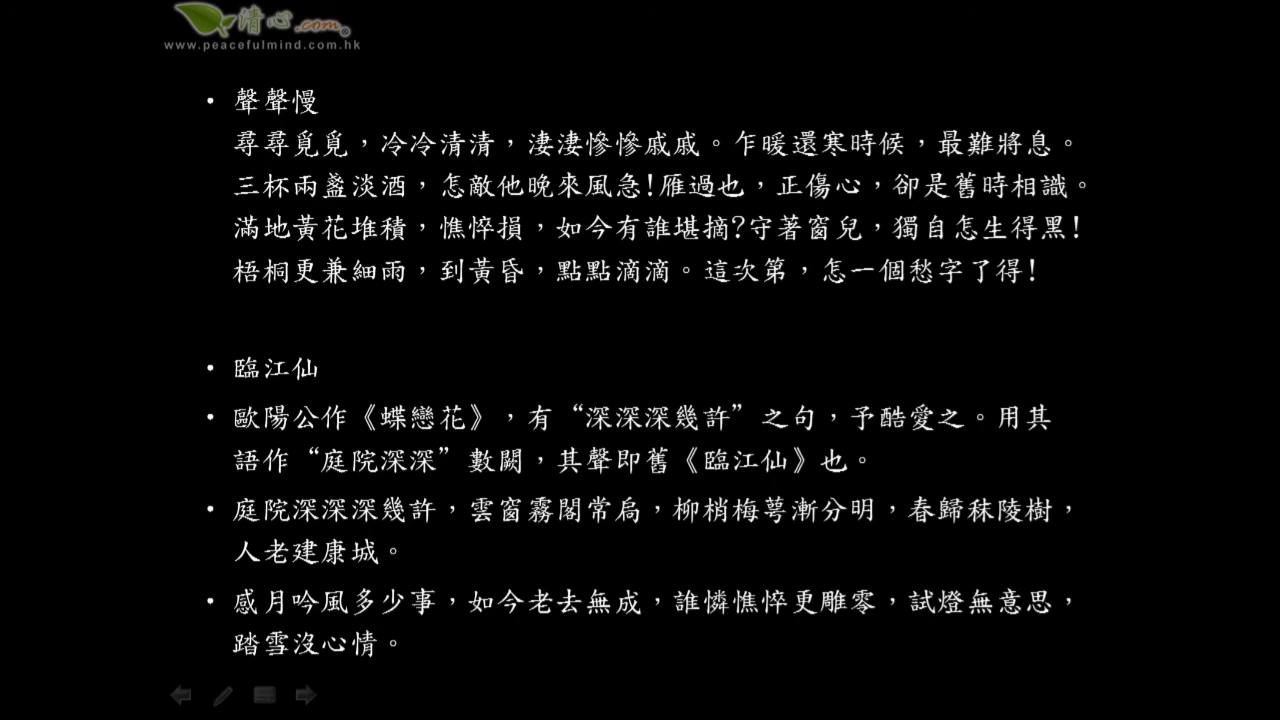 清心.com®
www.peacefulmind.com.hk
• 聲聲慢
尋尋覓覓，冷冷清清，淒淒慘慘戚戚。乍暖還寒時候，最難將息。
三杯兩盞淡酒，怎敵他晚來風急!雁過也，正傷心，卻是舊時相識。
滿地黃花堆積，憔悴損，如今有誰堪摘?守著窗兒，獨自怎生得黑!
梧桐更兼細雨，到黃昏，點點滴滴。這次第，怎一個愁字了得!
• 臨江仙
• 歐陽公作《蝶戀花》，有“深深深幾許”之句，予酷愛之。用其
語作“庭院深深”數闋，其聲即舊《臨江仙》也。
• 庭院深深深幾許，雲窗霧閣常扃，柳梢梅萼漸分明，春歸秣陵樹，
人老建康城。
• 感月吟風多少事，如今老去無成，誰憐憔悴更雕零，試燈無意思，
踏雪沒心情。